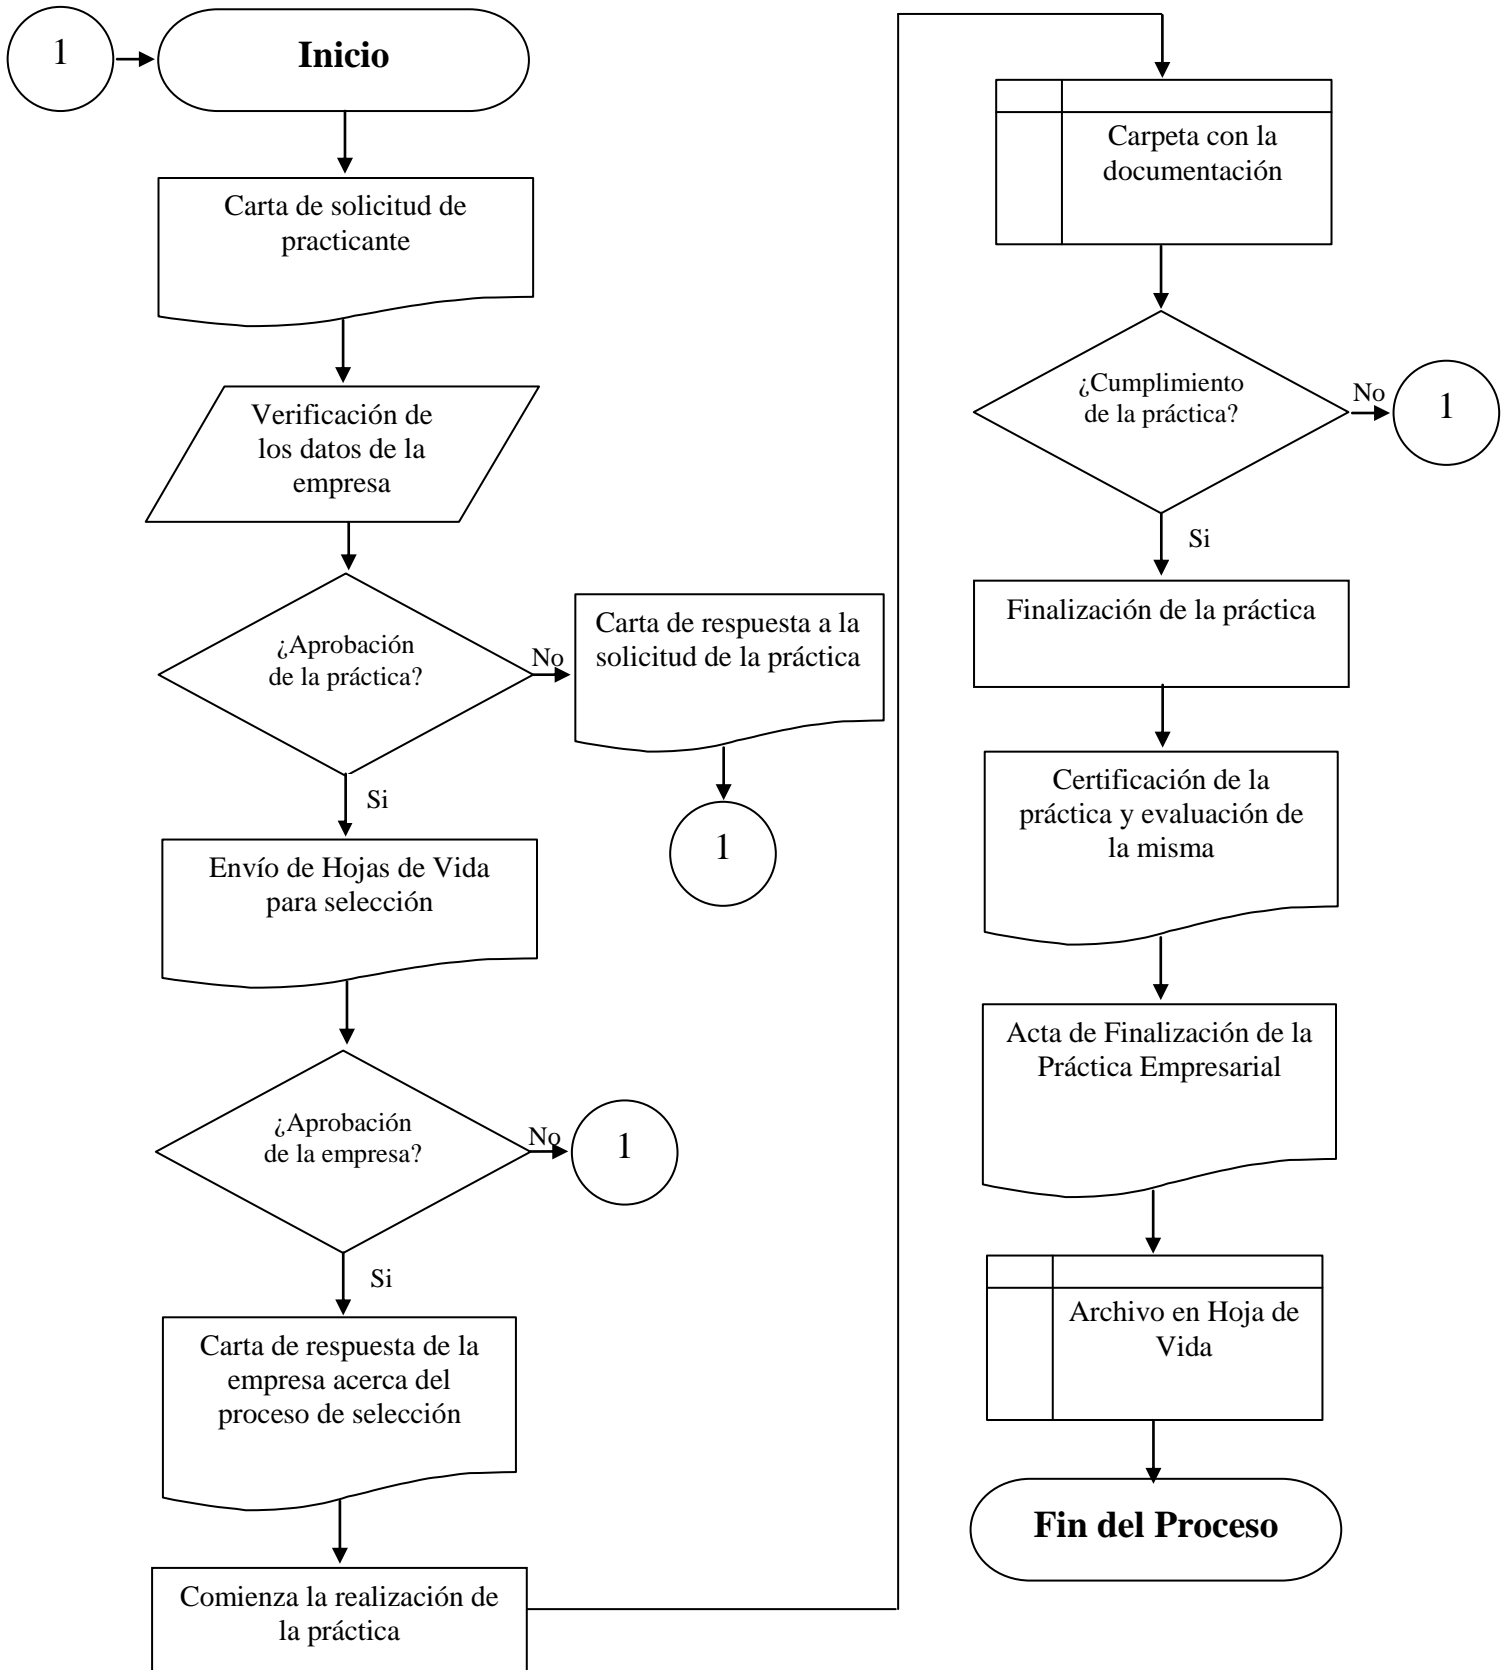 1
Inicio
Carta de solicitud de
practicante
Verificación de
los datos de la
empresa
¿Aprobación
de la práctica?
No
Carta de respuesta a la
solicitud de la práctica
1
Si
Envío de Hojas de Vida
para selección
¿Aprobación
de la empresa?
No
1
Si
Carta de respuesta de la
empresa acerca del
proceso de selección
Comienza la realización de
la práctica
Carpeta con la
documentación
¿Cumplimiento
de la práctica?
No
1
Si
Finalización de la práctica
Certificación de la
práctica y evaluación de
la misma
Acta de Finalización de la
Práctica Empresarial
Archivo en Hoja de
Vida
Fin del Proceso